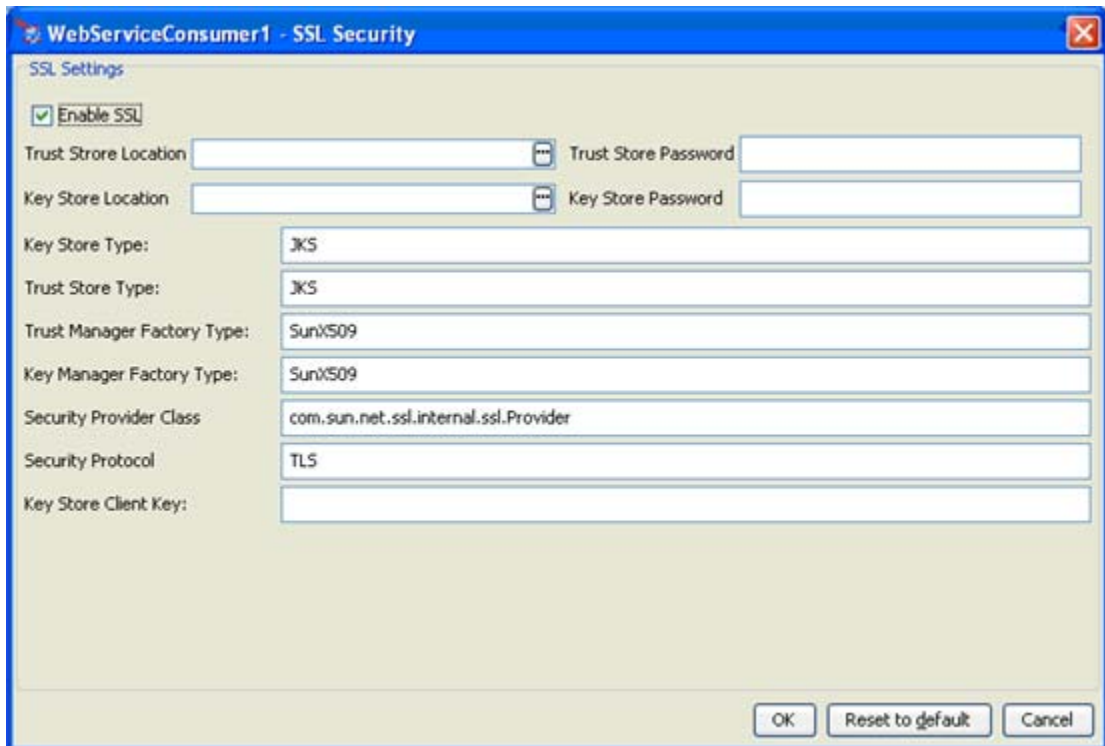 WebServiceConsumer1 - SSL Security
SSL Settings
Enable SSL
Trust Strore Location Trust Store Password
Key Store Location Key Store Password
Key Store Type: JKS
Trust Store Type: JKS
Trust Manager Factory Type: SunX509
Key Manager Factory Type: SunX509
Security Provider Class com.sun.net.ssl.internal.ssl.Provider
Security Protocol TLS
Key Store Client Key:
OK Reset to default Cancel